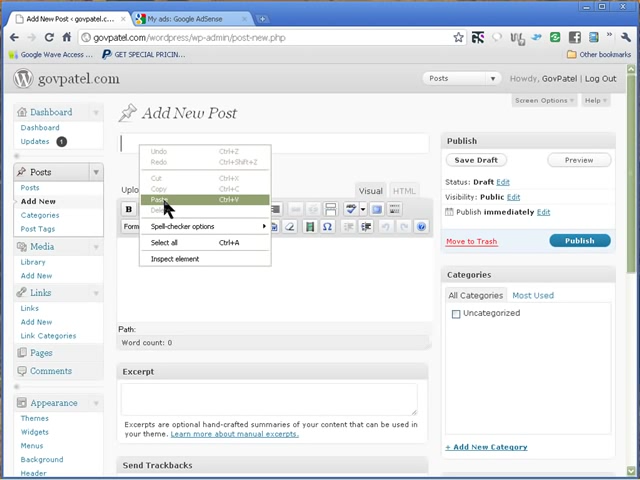 Add New Post ‹ govpatel.co
My ads: Google AdSense
govpatel.com/wordpress/wp-admin/post-new.php
Google Wave Access ...
GET SPECIAL PRICIN...
Other bookmarks
govpatel.com
Posts
Howdy, GovPatel | Log Out
Screen Options
Help
Add New Post
Dashboard
Dashboard
Updates 1
Posts
Posts
Add New
Categories
Post Tags
Media
Library
Add New
Links
Links
Add New
Link Categories
Pages
Comments
Appearance
Themes
Widgets
Menus
Background
Header
Undo Ctrl+Z
Redo Ctrl+Shift+Z
Cut Ctrl+X
Copy Ctrl+C
Ctrl+V
Spell-checker options
Select all Ctrl+A
Inspect element
Visual
HTML
B
ABC
Path:
Word count: 0
Excerpt
Excerpts are optional hand-crafted summaries of your content that can be used in
your theme. Learn more about manual excerpts.
Send Trackbacks
Publish
Save Draft
Preview
Status: Draft Edit
Visibility: Public Edit
Publish immediately Edit
Move to Trash
Publish
Categories
All Categories
Most Used
Uncategorized
+ Add New Category